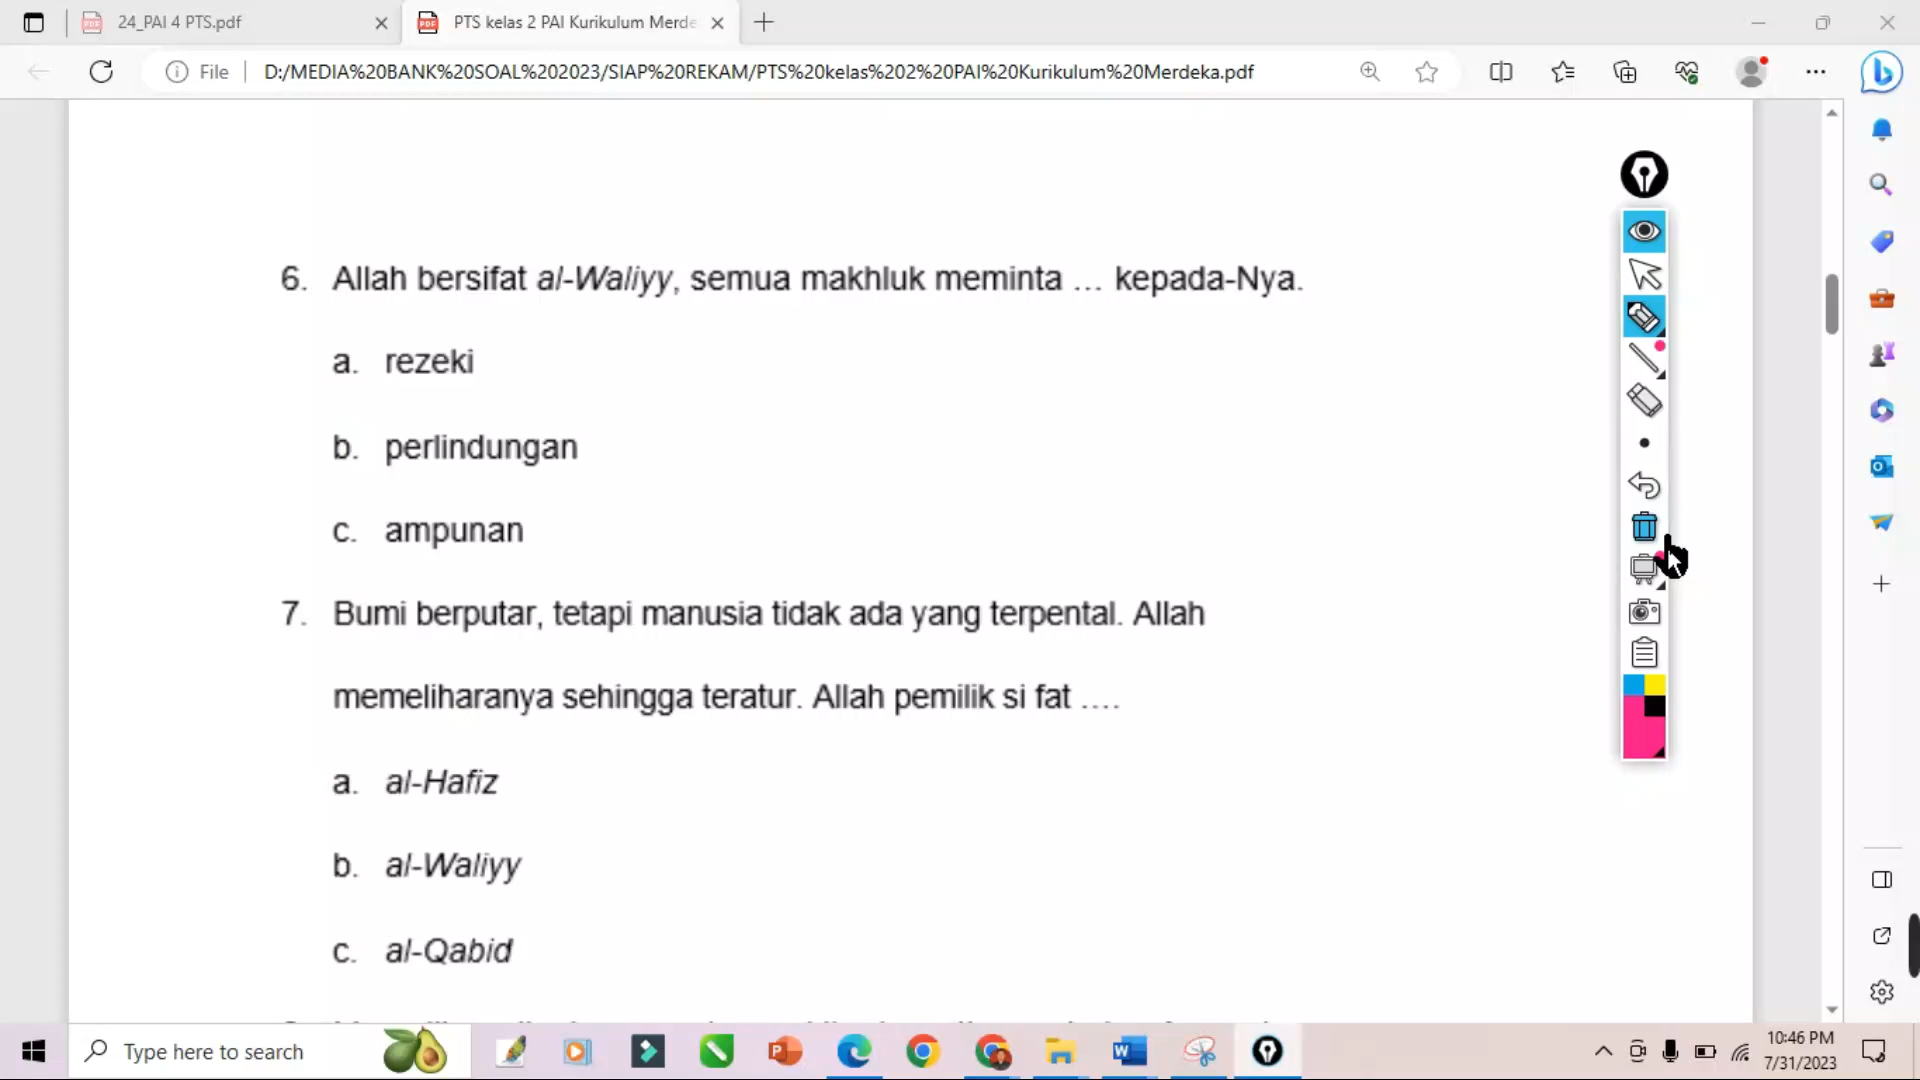 24_PAI 4 PTS.pdf
PTS kelas 2 PAI Kurikulum Merde
File
D:/MEDIA%20BANK%20SOAL%202023/SIAP%20REKAM/PTS%20kelas%202%20PAI%20Kurikulum%20Merdeka.pdf
6. Allah bersifat al-Waliyy, semua makhluk meminta ... kepada-Nya.
a. rezeki
b. perlindungan
c. ampunan
7. Bumi berputar, tetapi manusia tidak ada yang terpental. Allah
memeliharanya sehingga teratur. Allah pemilik si fat ....
a. al-Hafiz
b. al-Waliyy
c. al-Qabid
Type here to search
10:46 PM
7/31/2023